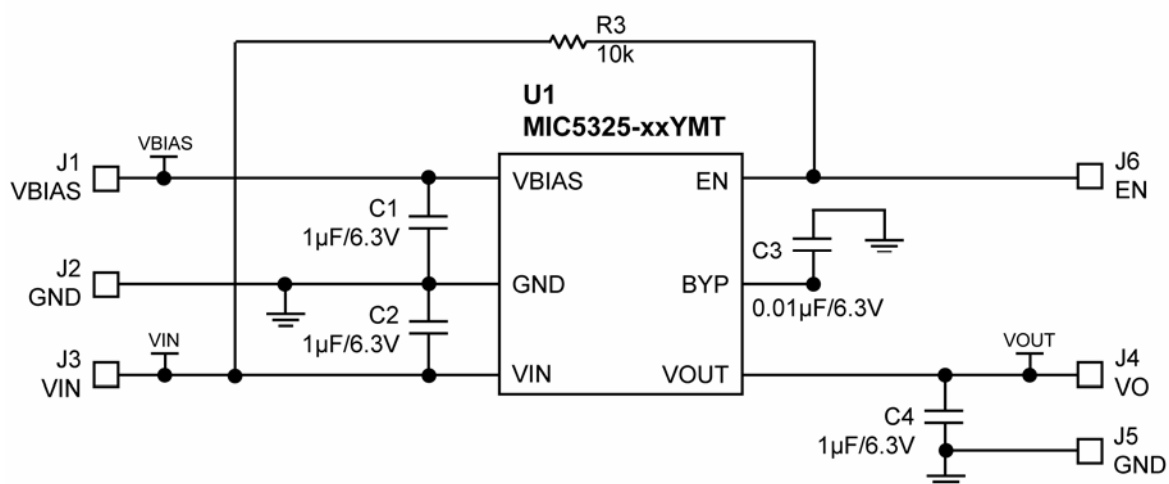 R3
10k
U1
MIC5325-xxYMT
VBIAS
J1
VBIAS
VBIAS
EN
J6
EN
C1
1µF/6.3V
C3
J2
GND
GND
BYP
0.01µF/6.3V
C2
1µF/6.3V
VIN
J3
VIN
VIN
VOUT
VOUT
J4
VO
C4
1µF/6.3V
J5
GND